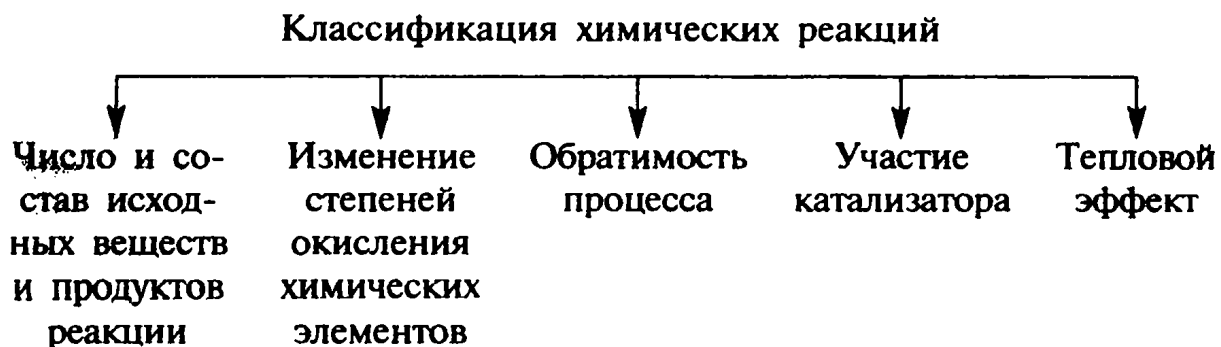 Классификация химических реакций
Число и со-
став исход-
ных веществ
и продуктов
реакции
Изменение
степеней
окисления
химических
элементов
Обратимость
процесса
Участие
катализатора
Тепловой
эффект